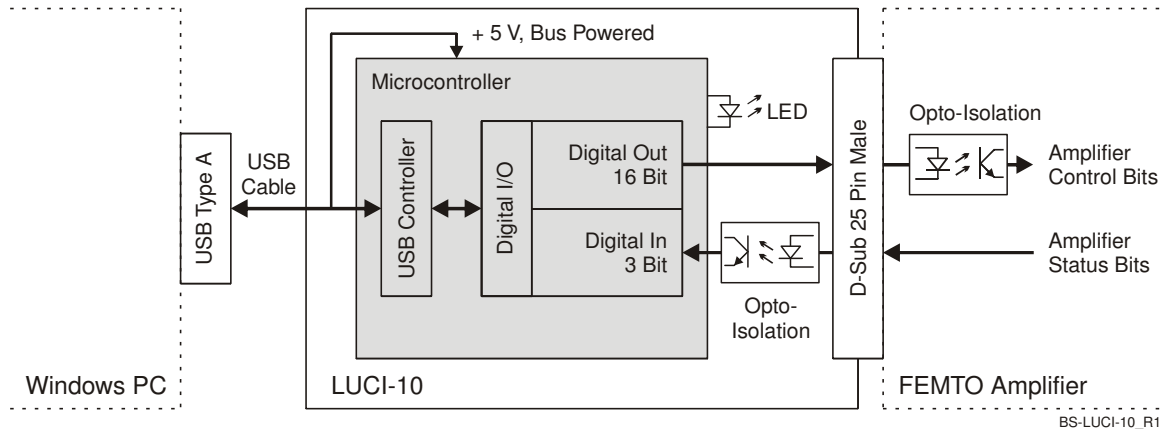 + 5 V, Bus Powered
Microcontroller
LED
Opto-Isolation
USB Type A
USB
Cable
USB Controller
Digital I/O
Digital Out
16 Bit
Digital In
3 Bit
D-Sub 25 Pin Male
Amplifier
Control Bits
Amplifier
Status Bits
Opto-
Isolation
Windows PC
LUCI-10
FEMTO Amplifier
BS-LUCI-10_R1